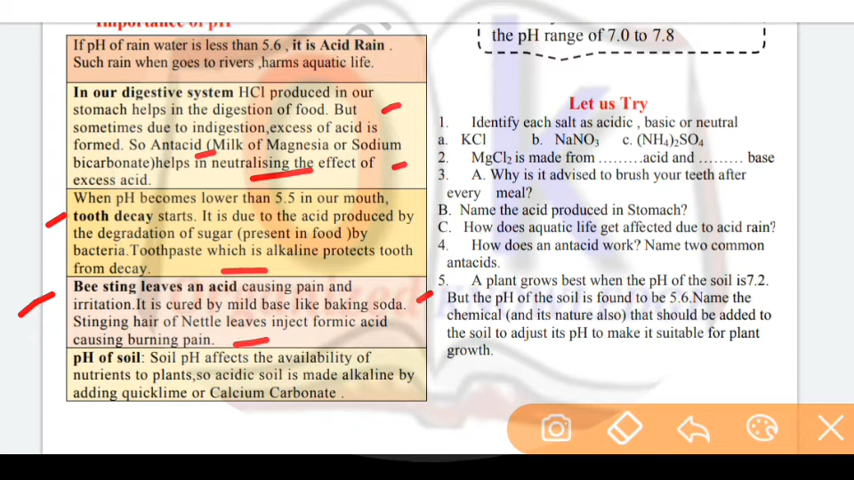 Importance of pH
If pH of rain water is less than 5.6 , it is Acid Rain .
Such rain when goes to rivers ,harms aquatic life.
In our digestive system HCl produced in our
stomach helps in the digestion of food. But
sometimes due to indigestion,excess of acid is
formed. So Antacid (Milk of Magnesia or Sodium
bicarbonate)helps in neutralising the effect of
excess acid.
When pH becomes lower than 5.5 in our mouth,
tooth decay starts. It is due to the acid produced by
the degradation of sugar (present in food )by
bacteria.Toothpaste which is alkaline protects tooth
from decay.
Bee sting leaves an acid causing pain and
irritation.It is cured by mild base like baking soda.
Stinging hair of Nettle leaves inject formic acid
causing burning pain.
pH of soil: Soil pH affects the availability of
nutrients to plants,so acidic soil is made alkaline by
adding quicklime or Calcium Carbonate .
the pH range of 7.0 to 7.8
Let us Try
1. Identify each salt as acidic , basic or neutral
a. KCl b. NaNO₃ c. (NH₄)₂SO₄
2. MgCl₂ is made from .........acid and ......... base
3. A. Why is it advised to brush your teeth after
every meal?
B. Name the acid produced in Stomach?
C. How does aquatic life get affected due to acid rain?
4. How does an antacid work? Name two common
antacids.
5. A plant grows best when the pH of the soil is7.2.
But the pH of the soil is found to be 5.6.Name the
chemical (and its nature also) that should be added to
the soil to adjust its pH to make it suitable for plant
growth.